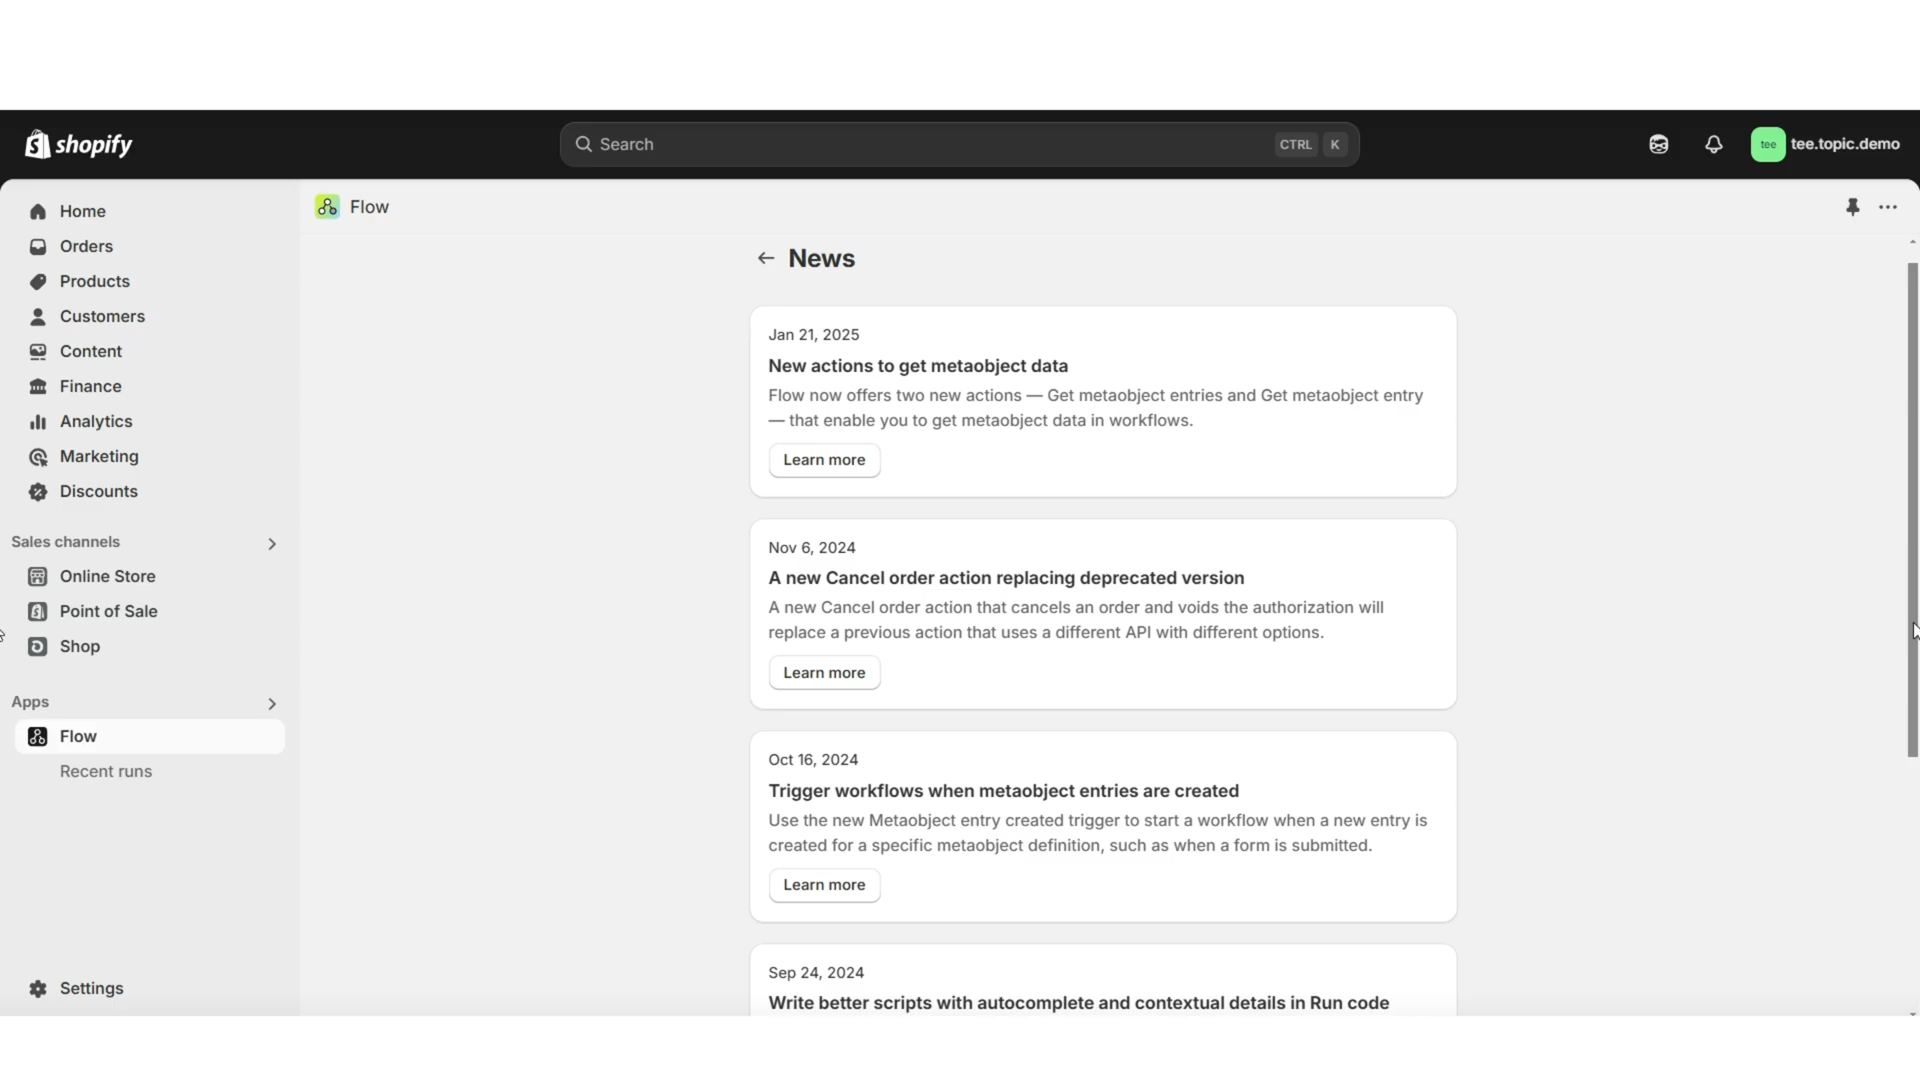 shopify
Search
CTRL K
tee
tee.topic.demo
Home
Orders
Products
Customers
Content
Finance
Analytics
Marketing
Discounts
Sales channels
Online Store
Point of Sale
Shop
Apps
Flow
Recent runs
Settings
Flow
News
Jan 21, 2025
New actions to get metaobject data
Flow now offers two new actions — Get metaobject entries and Get metaobject entry
— that enable you to get metaobject data in workflows.
Learn more
Nov 6, 2024
A new Cancel order action replacing deprecated version
A new Cancel order action that cancels an order and voids the authorization will
replace a previous action that uses a different API with different options.
Learn more
Oct 16, 2024
Trigger workflows when metaobject entries are created
Use the new Metaobject entry created trigger to start a workflow when a new entry is
created for a specific metaobject definition, such as when a form is submitted.
Learn more
Sep 24, 2024
Write better scripts with autocomplete and contextual details in Run code